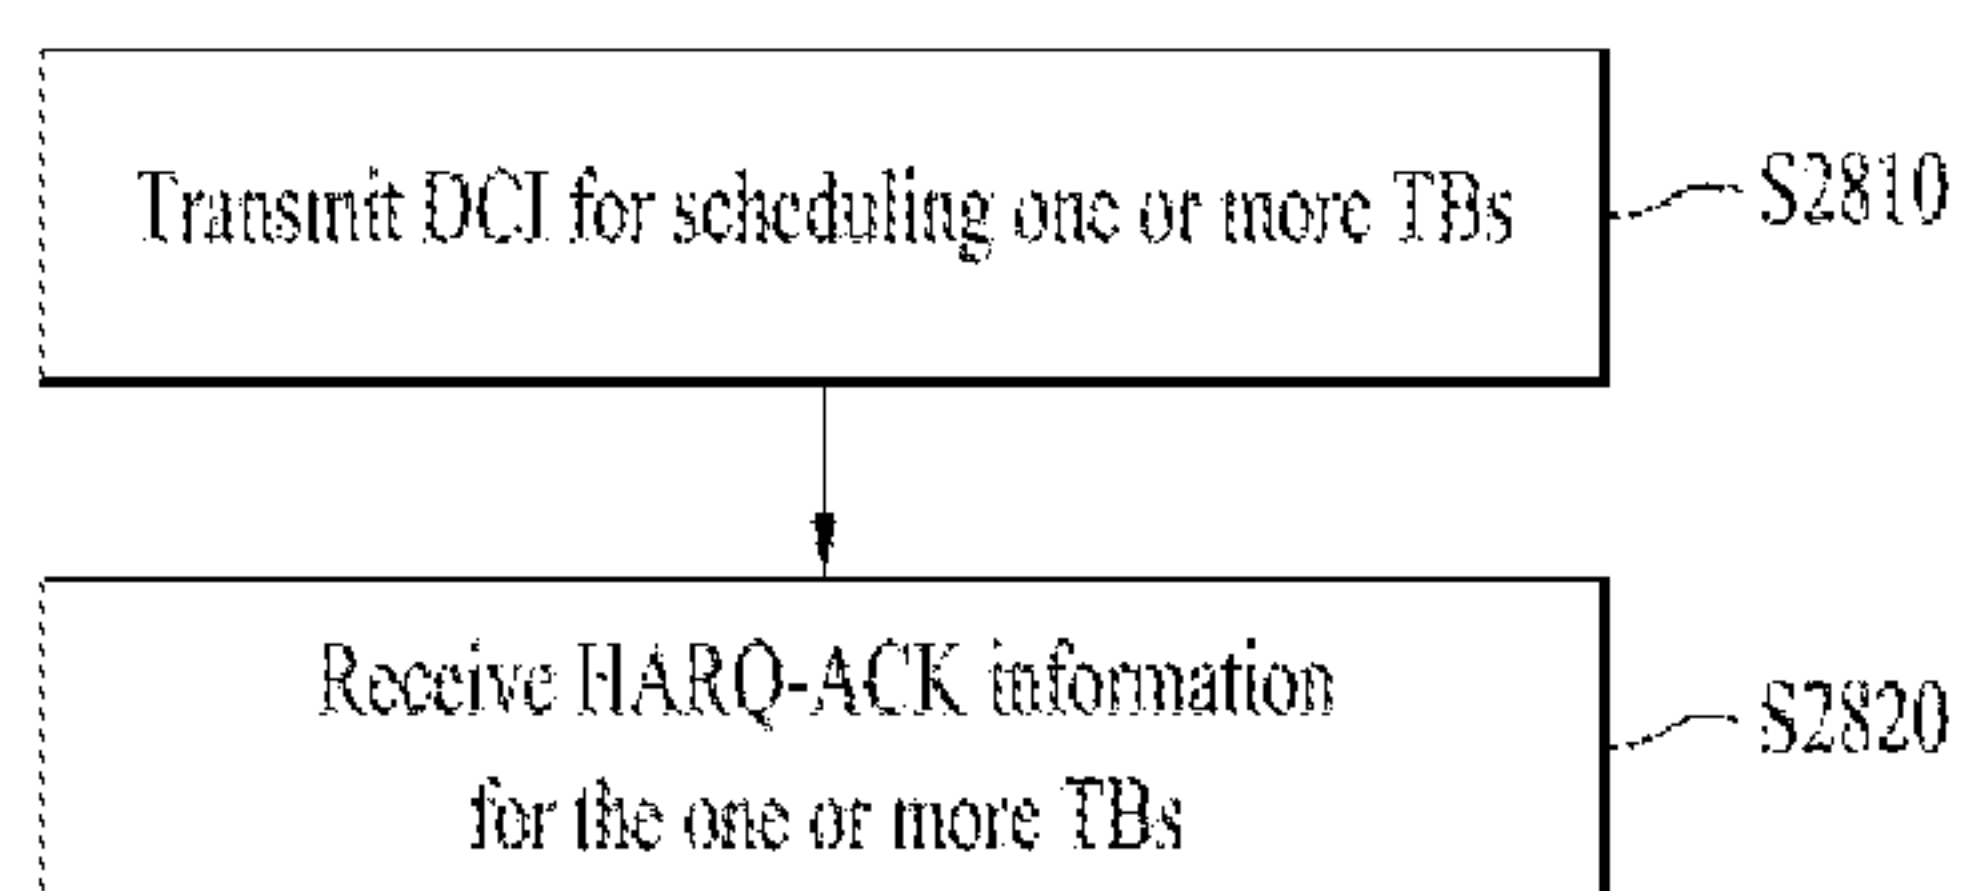 Transmit DCI for scheduling one or more TBs
S2810
Receive HARQ-ACK information
for the one or more TBs
S2820